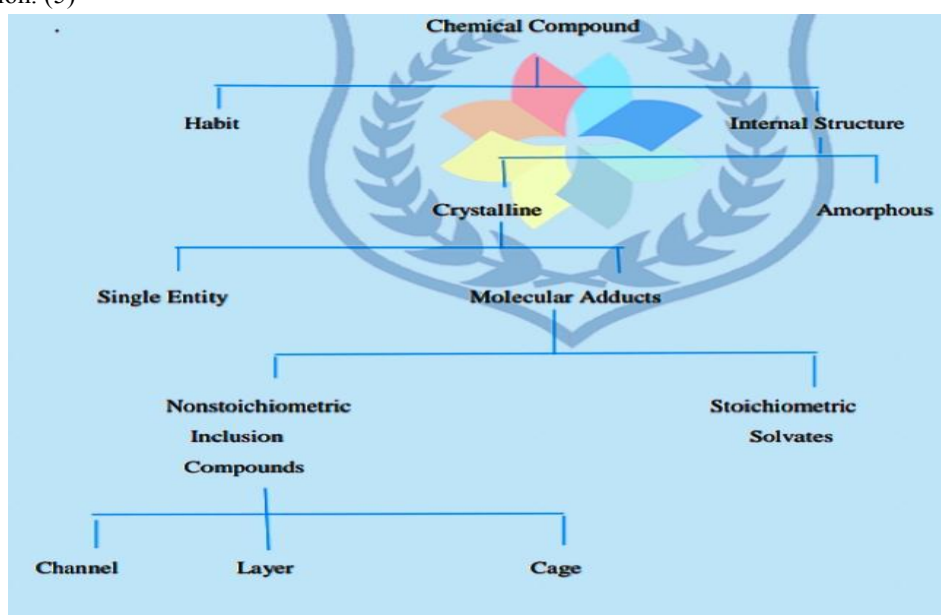 ion. (5)
Chemical Compound
Habit
Internal Structure
Crystalline
Amorphous
Single Entity
Molecular Adducts
Nonstoichiometric
Inclusion
Compounds
Stoichiometric
Solvates
Channel
Layer
Cage